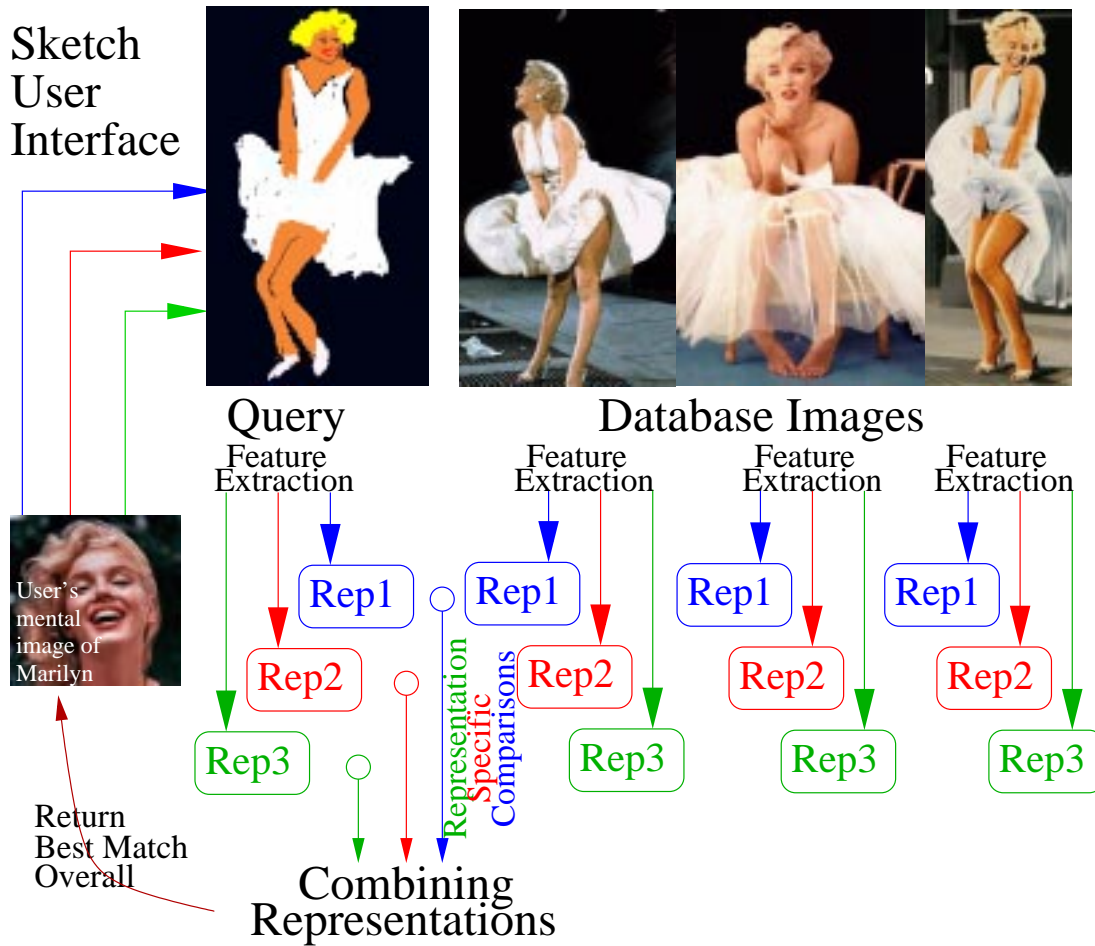 Sketch
User
Interface
Query
Database Images
Feature
Extraction
Feature
Extraction
Feature
Extraction
Feature
Extraction
User's
mental
image of
Marilyn
Rep1
Rep1
Rep1
Rep1
Rep2
Rep2
Rep2
Rep2
Rep3
Rep3
Rep3
Rep3
Representation
Specific
Comparisons
Return
Best Match
Overall
Combining
Representations